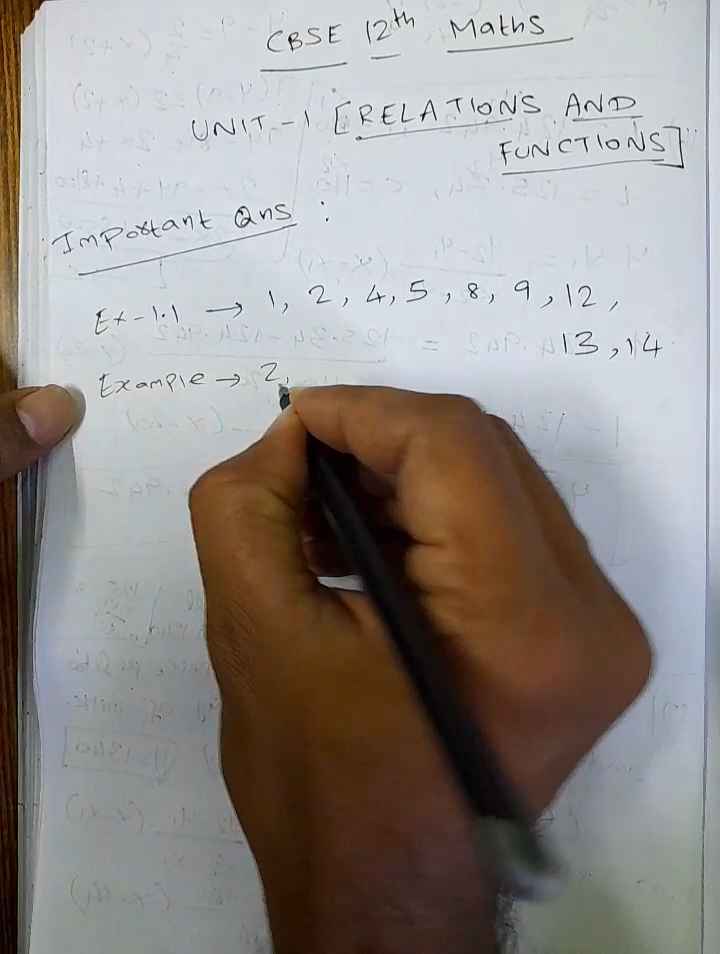 CBSE 12th Maths
UNIT-1 [RELATIONS AND
FUNCTIONS]
Important Qns :
Ex-1.1 → 1, 2, 4, 5, 8, 9, 12,
13, 14
Example → 2,